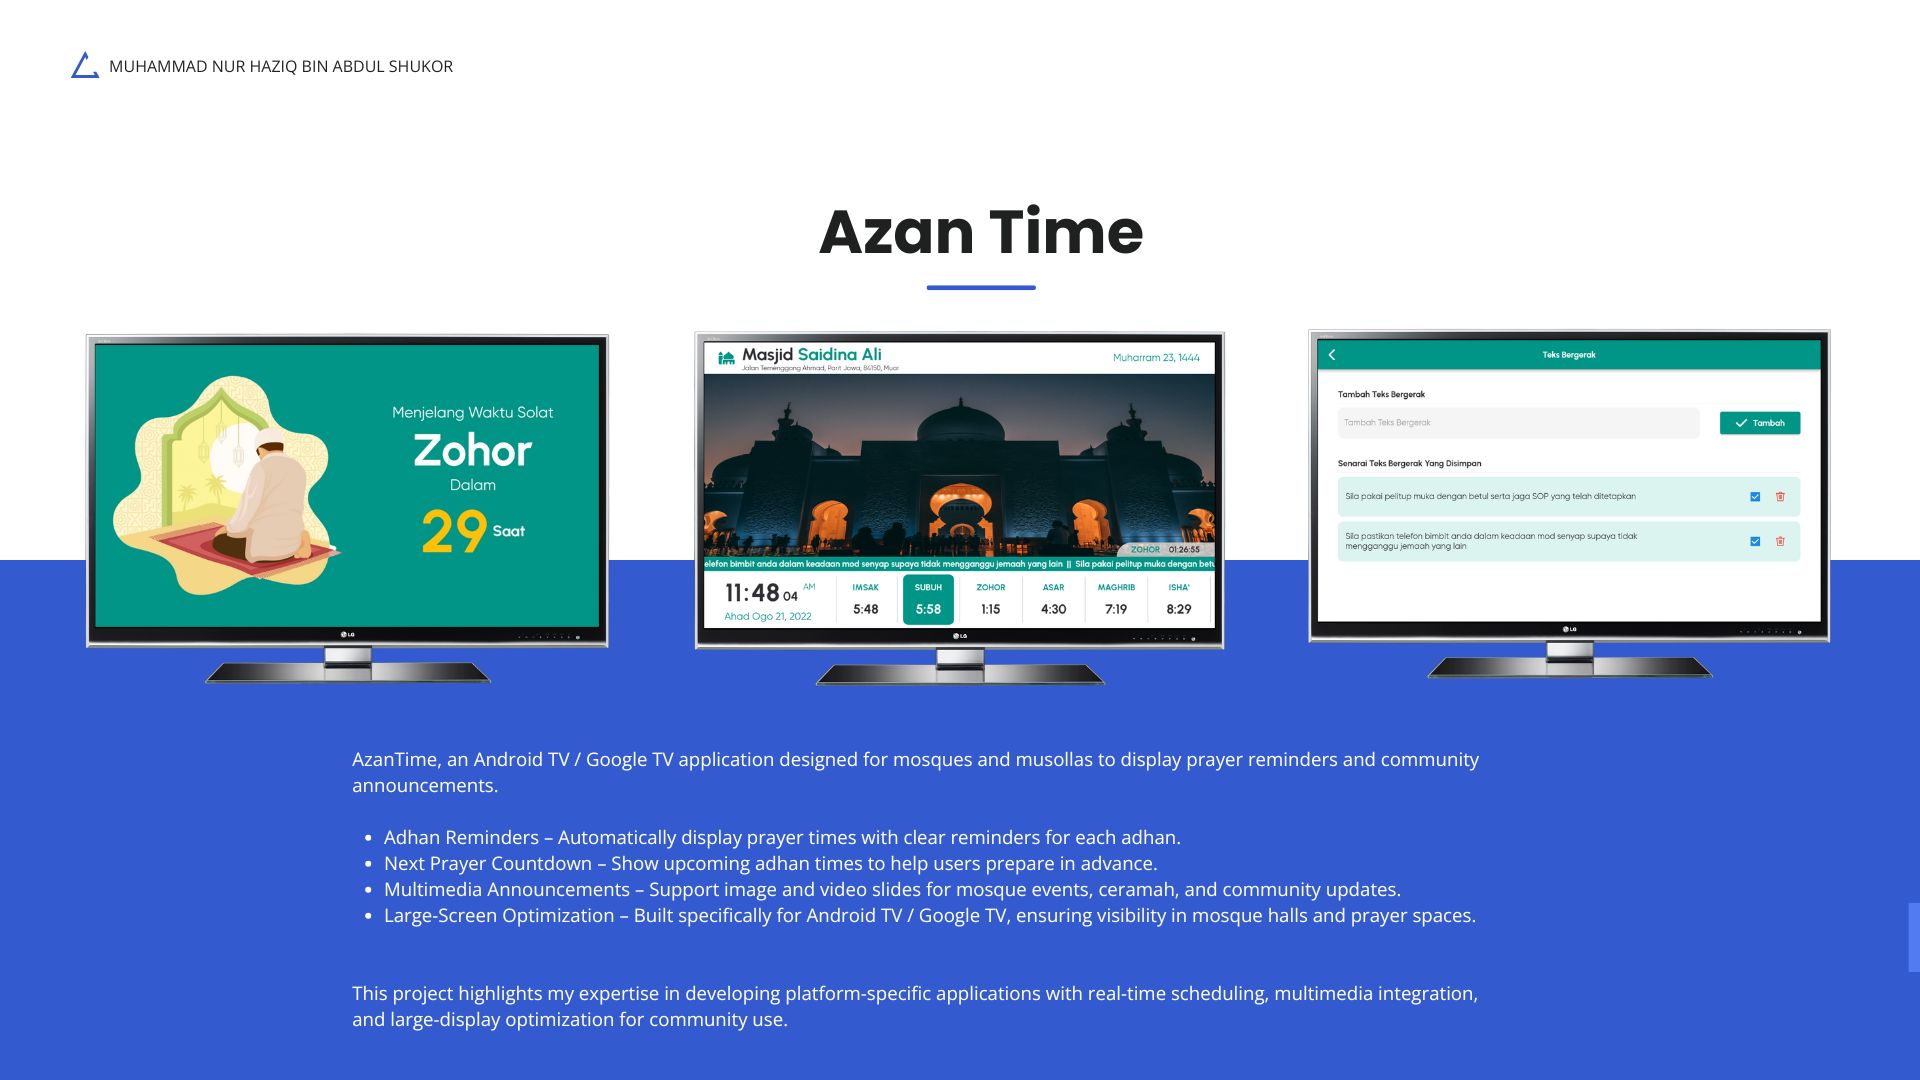 MUHAMMAD NUR HAZIQ BIN ABDUL SHUKOR
Azan Time
Menjelang Waktu Solat
Zohor
Dalam
29 Saat
LG
Masjid Saidina Ali
Jalan Temenggong Ahmad, Parit Jawa, 84150, Muar
Muharram 23, 1444
ZOHOR 01:26:55
elefon bimbit anda dalam keadaan mod senyap supaya tidak mengganggu jemaah yang lain || Sila pakai pelitup muka dengan betu
11:48 04 AM
Ahad Ogo 21, 2022
IMSAK SUBUH ZOHOR ASAR MAGHRIB ISHA'
5:48 5:58 1:15 4:30 7:19 8:29
LG
Teks Bergerak
Tambah Teks Bergerak
Tambah Teks Bergerak
Tambah
Senarai Teks Bergerak Yang Disimpan
Sila pakai pelitup muka dengan betul serta jaga SOP yang telah ditetapkan
Sila pastikan telefon bimbit anda dalam keadaan mod senyap supaya tidak
mengganggu jemaah yang lain
LG
AzanTime, an Android TV / Google TV application designed for mosques and musollas to display prayer reminders and community
announcements.
• Adhan Reminders – Automatically display prayer times with clear reminders for each adhan.
• Next Prayer Countdown – Show upcoming adhan times to help users prepare in advance.
• Multimedia Announcements – Support image and video slides for mosque events, ceramah, and community updates.
• Large-Screen Optimization – Built specifically for Android TV / Google TV, ensuring visibility in mosque halls and prayer spaces.
This project highlights my expertise in developing platform-specific applications with real-time scheduling, multimedia integration,
and large-display optimization for community use.